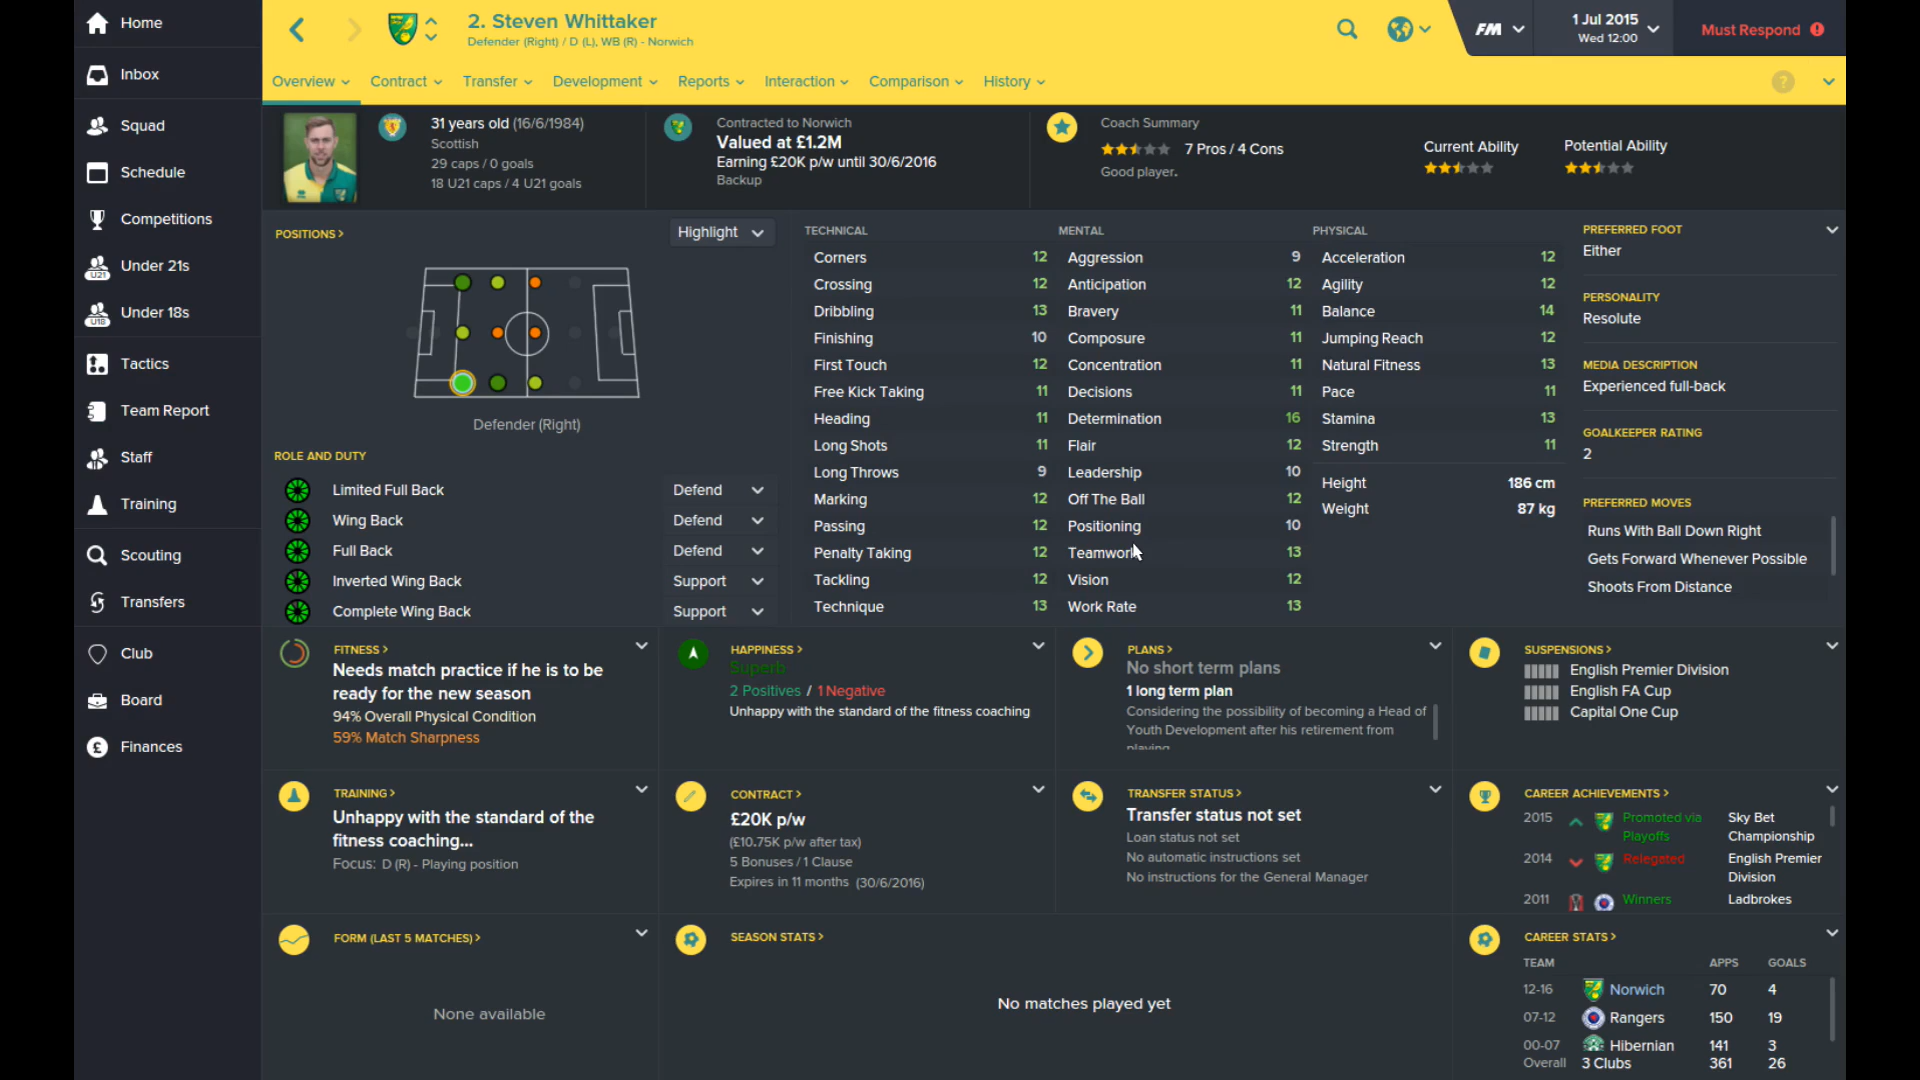 Home
Inbox
Squad
Schedule
Competitions
U21
Under 21s
U18
Under 18s
Tactics
Team Report
Staff
Training
Scouting
Transfers
Club
Board
£
Finances
2. Steven Whittaker
Defender (Right) / D (L), WB (R) - Norwich
FM
1 Jul 2015
Wed 12:00
Must Respond
Overview
Contract
Transfer
Development
Reports
Interaction
Comparison
History
?
31 years old (16/6/1984)
Scottish
29 caps / 0 goals
18 U21 caps / 4 U21 goals
Contracted to Norwich
Valued at £1.2M
Earning £20K p/w until 30/6/2016
Backup
Coach Summary
7 Pros / 4 Cons
Good player.
Current Ability
Potential Ability
POSITIONS >
Highlight
Defender (Right)
ROLE AND DUTY
Limited Full Back Defend
Wing Back Defend
Full Back Defend
Inverted Wing Back Support
Complete Wing Back Support
TECHNICAL
Corners 12
Crossing 12
Dribbling 13
Finishing 10
First Touch 12
Free Kick Taking 11
Heading 11
Long Shots 11
Long Throws 9
Marking 12
Passing 12
Penalty Taking 12
Tackling 12
Technique 13
MENTAL
Aggression 9
Anticipation 12
Bravery 11
Composure 11
Concentration 11
Decisions 11
Determination 16
Flair 12
Leadership 10
Off The Ball 12
Positioning 10
Teamwork 13
Vision 12
Work Rate 13
PHYSICAL
Acceleration 12
Agility 12
Balance 14
Jumping Reach 12
Natural Fitness 13
Pace 11
Stamina 13
Strength 11
Height 186 cm
Weight 87 kg
PREFERRED FOOT
Either
PERSONALITY
Resolute
MEDIA DESCRIPTION
Experienced full-back
GOALKEEPER RATING
2
PREFERRED MOVES
Runs With Ball Down Right
Gets Forward Whenever Possible
Shoots From Distance
FITNESS >
Needs match practice if he is to be
ready for the new season
94% Overall Physical Condition
59% Match Sharpness
HAPPINESS >
Superb
2 Positives / 1 Negative
Unhappy with the standard of the fitness coaching
PLANS >
No short term plans
1 long term plan
Considering the possibility of becoming a Head of
Youth Development after his retirement from
playing
SUSPENSIONS >
English Premier Division
English FA Cup
Capital One Cup
TRAINING >
Unhappy with the standard of the
fitness coaching...
Focus: D (R) - Playing position
CONTRACT >
£20K p/w
(£10.75K p/w after tax)
5 Bonuses / 1 Clause
Expires in 11 months (30/6/2016)
TRANSFER STATUS >
Transfer status not set
Loan status not set
No automatic instructions set
No instructions for the General Manager
CAREER ACHIEVEMENTS >
2015 Promoted via Playoffs Sky Bet Championship
2014 Relegated English Premier Division
2011 Winners Ladbrokes
FORM (LAST 5 MATCHES) >
None available
SEASON STATS >
No matches played yet
CAREER STATS >
TEAM APPS GOALS
12-16 Norwich 70 4
07-12 Rangers 150 19
00-07 Hibernian 141 3
Overall 3 Clubs 361 26